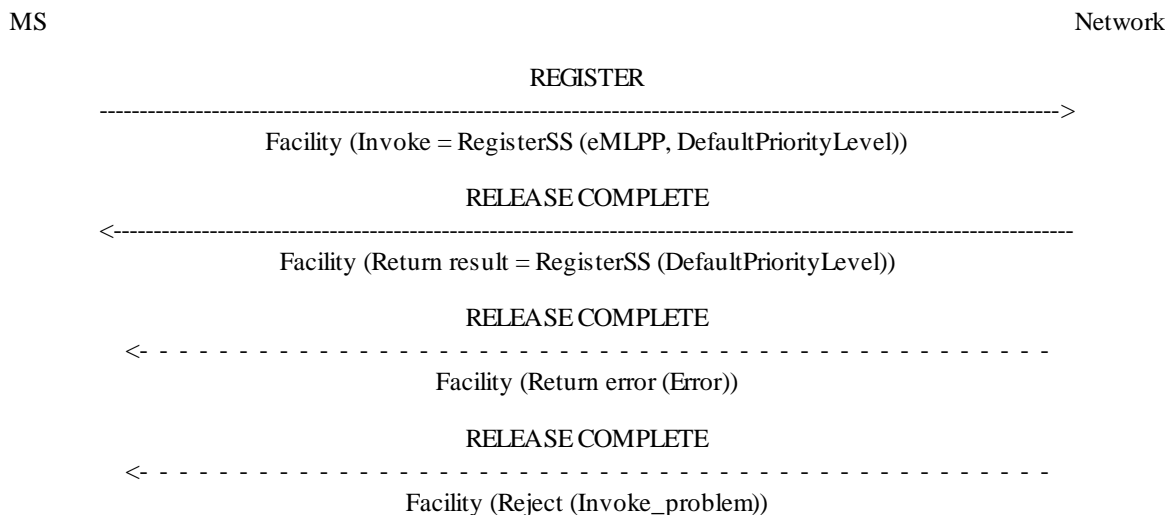 MS Network
REGISTER
Facility (Invoke = RegisterSS (eMLPP, DefaultPriorityLevel))
RELEASE COMPLETE
Facility (Return result = RegisterSS (DefaultPriorityLevel))
RELEASE COMPLETE
Facility (Return error (Error))
RELEASE COMPLETE
Facility (Reject (Invoke_problem))